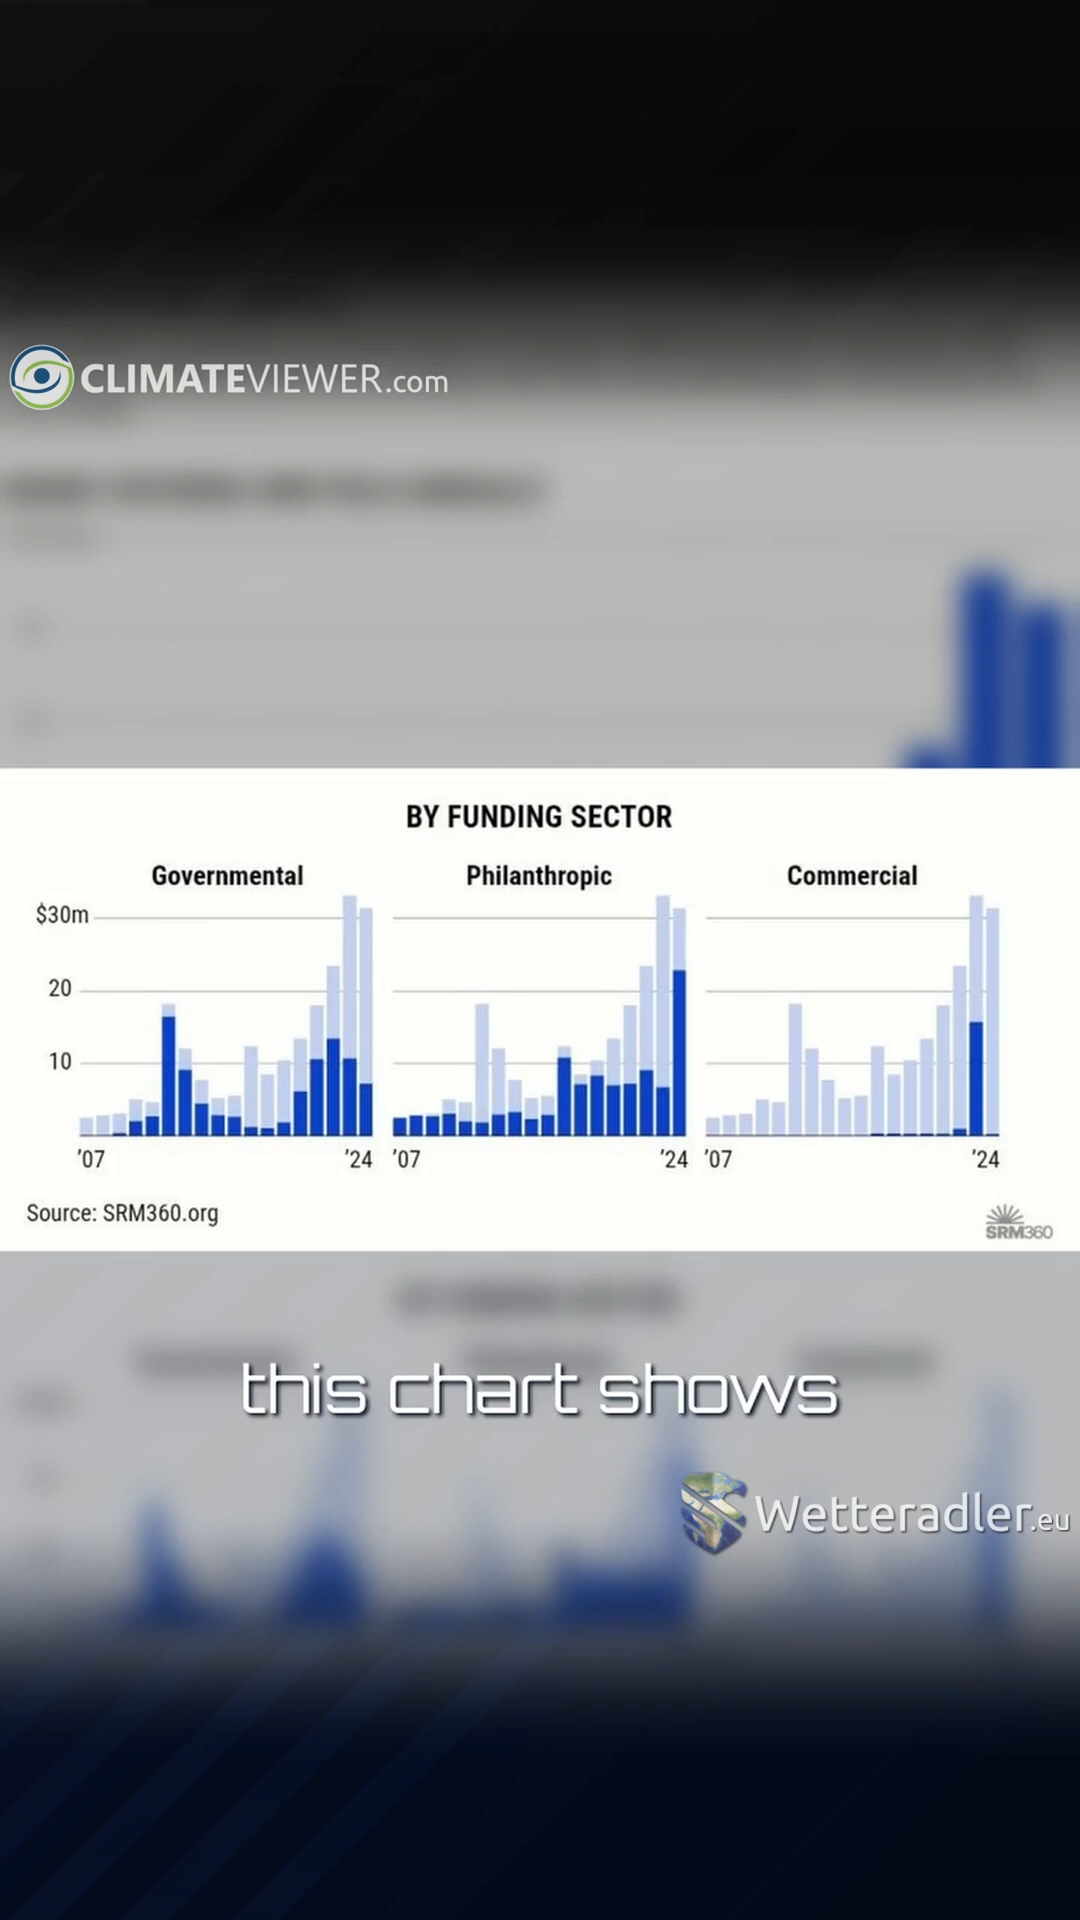 CLIMATEVIEWER.com
BY FUNDING SECTOR
Governmental Philanthropic Commercial
$30m
20
10
'07 '24 '07 '24 '07 '24
Source: SRM360.org
SRM360
this chart shows
Wetteradler.eu